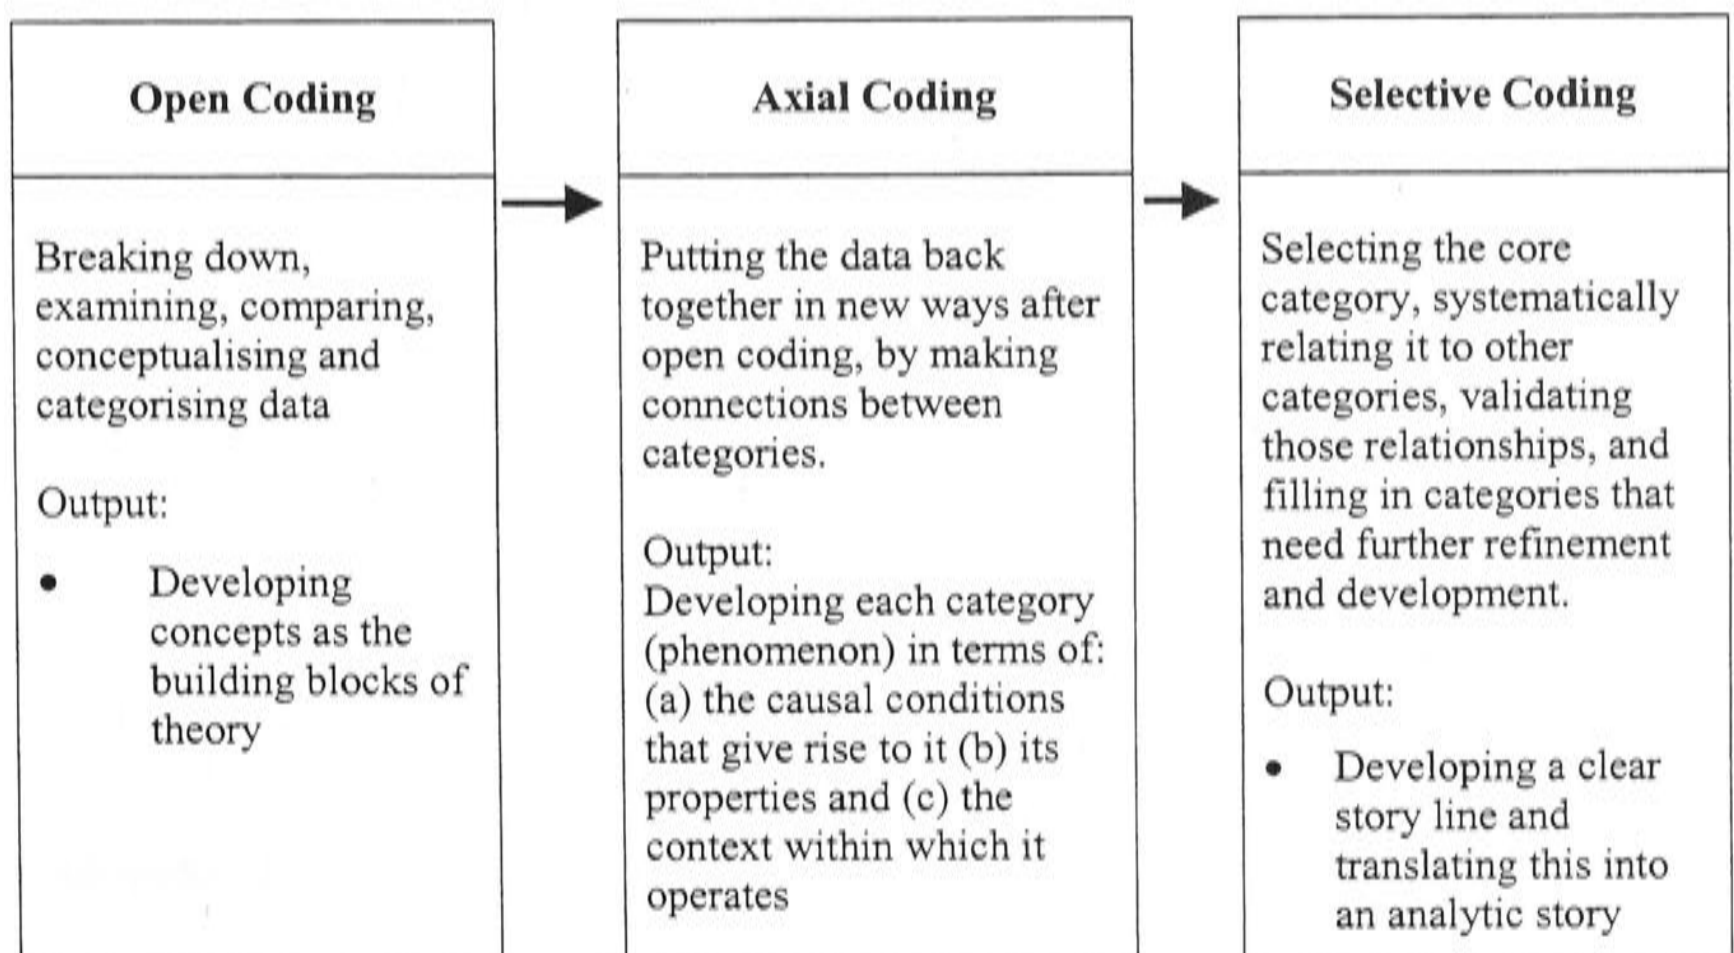 Open Coding
Breaking down,
examining, comparing,
conceptualising and
categorising data
Output:
• Developing
concepts as the
building blocks of
theory
Axial Coding
Putting the data back
together in new ways after
open coding, by making
connections between
categories.
Output:
Developing each category
(phenomenon) in terms of:
(a) the causal conditions
that give rise to it (b) its
properties and (c) the
context within which it
operates
Selective Coding
Selecting the core
category, systematically
relating it to other
categories, validating
those relationships, and
filling in categories that
need further refinement
and development.
Output:
• Developing a clear
story line and
translating this into
an analytic story